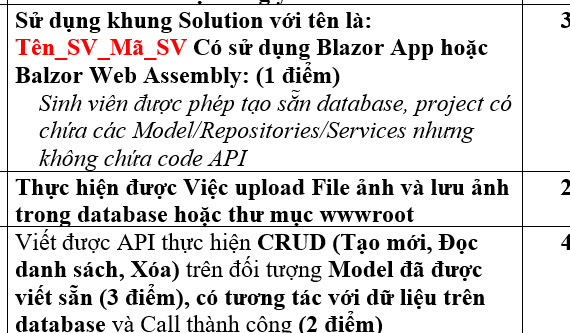 Sử dụng khung Solution với tên là: 3
Tên_SV_Mã_SV Có sử dụng Blazor App hoặc
Balzor Web Assembly: (1 điểm)
Sinh viên được phép tạo sẵn database, project có
chứa các Model/Repositories/Services nhưng
không chứa code API
Thực hiện được Việc upload File ảnh và lưu ảnh 2
trong database hoặc thư mục wwwroot
Viết được API thực hiện CRUD (Tạo mới, Đọc 4
danh sách, Xóa) trên đối tượng Model đã được
viết sẵn (3 điểm), có tương tác với dữ liệu trên
database và Call thành công (2 điểm)